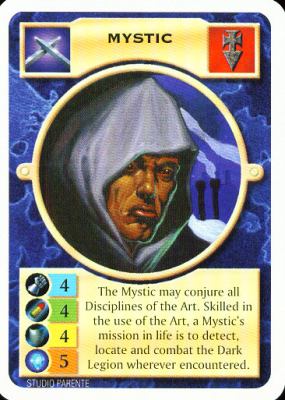 MYSTIC
4
4
4
5
The Mystic may conjure all
Disciplines of the Art. Skilled in
the use of the Art, a Mystic's
mission in life is to detect,
locate and combat the Dark
Legion wherever encountered.
STUDIO PARENTE